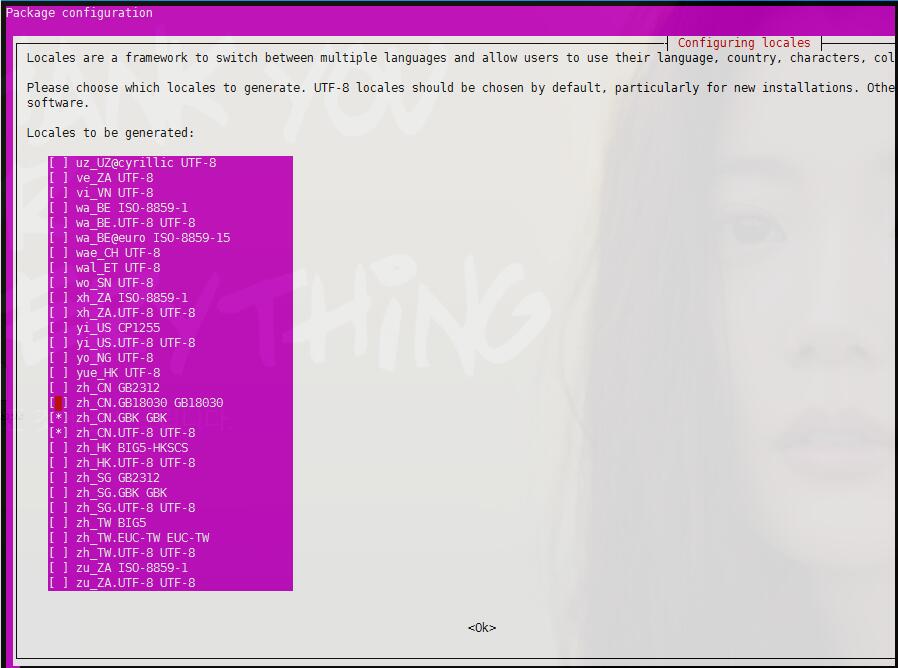 Package configuration
Configuring locales
Locales are a framework to switch between multiple languages and allow users to use their language, country, characters, col
Please choose which locales to generate. UTF-8 locales should be chosen by default, particularly for new installations. Othe
software.
Locales to be generated:
[ ] uz_UZ@cyrillic UTF-8
[ ] ve_ZA UTF-8
[ ] vi_VN UTF-8
[ ] wa_BE ISO-8859-1
[ ] wa_BE.UTF-8 UTF-8
[ ] wa_BE@euro ISO-8859-15
[ ] wae_CH UTF-8
[ ] wal_ET UTF-8
[ ] wo_SN UTF-8
[ ] xh_ZA ISO-8859-1
[ ] xh_ZA.UTF-8 UTF-8
[ ] yi_US CP1255
[ ] yi_US.UTF-8 UTF-8
[ ] yo_NG UTF-8
[ ] yue_HK UTF-8
[ ] zh_CN GB2312
[ ] zh_CN.GB18030 GB18030
[*] zh_CN.GBK GBK
[*] zh_CN.UTF-8 UTF-8
[ ] zh_HK BIG5-HKSCS
[ ] zh_HK.UTF-8 UTF-8
[ ] zh_SG GB2312
[ ] zh_SG.GBK GBK
[ ] zh_SG.UTF-8 UTF-8
[ ] zh_TW BIG5
[ ] zh_TW.EUC-TW EUC-TW
[ ] zh_TW.UTF-8 UTF-8
[ ] zu_ZA ISO-8859-1
[ ] zu_ZA.UTF-8 UTF-8
<Ok>
YOU
THiNG